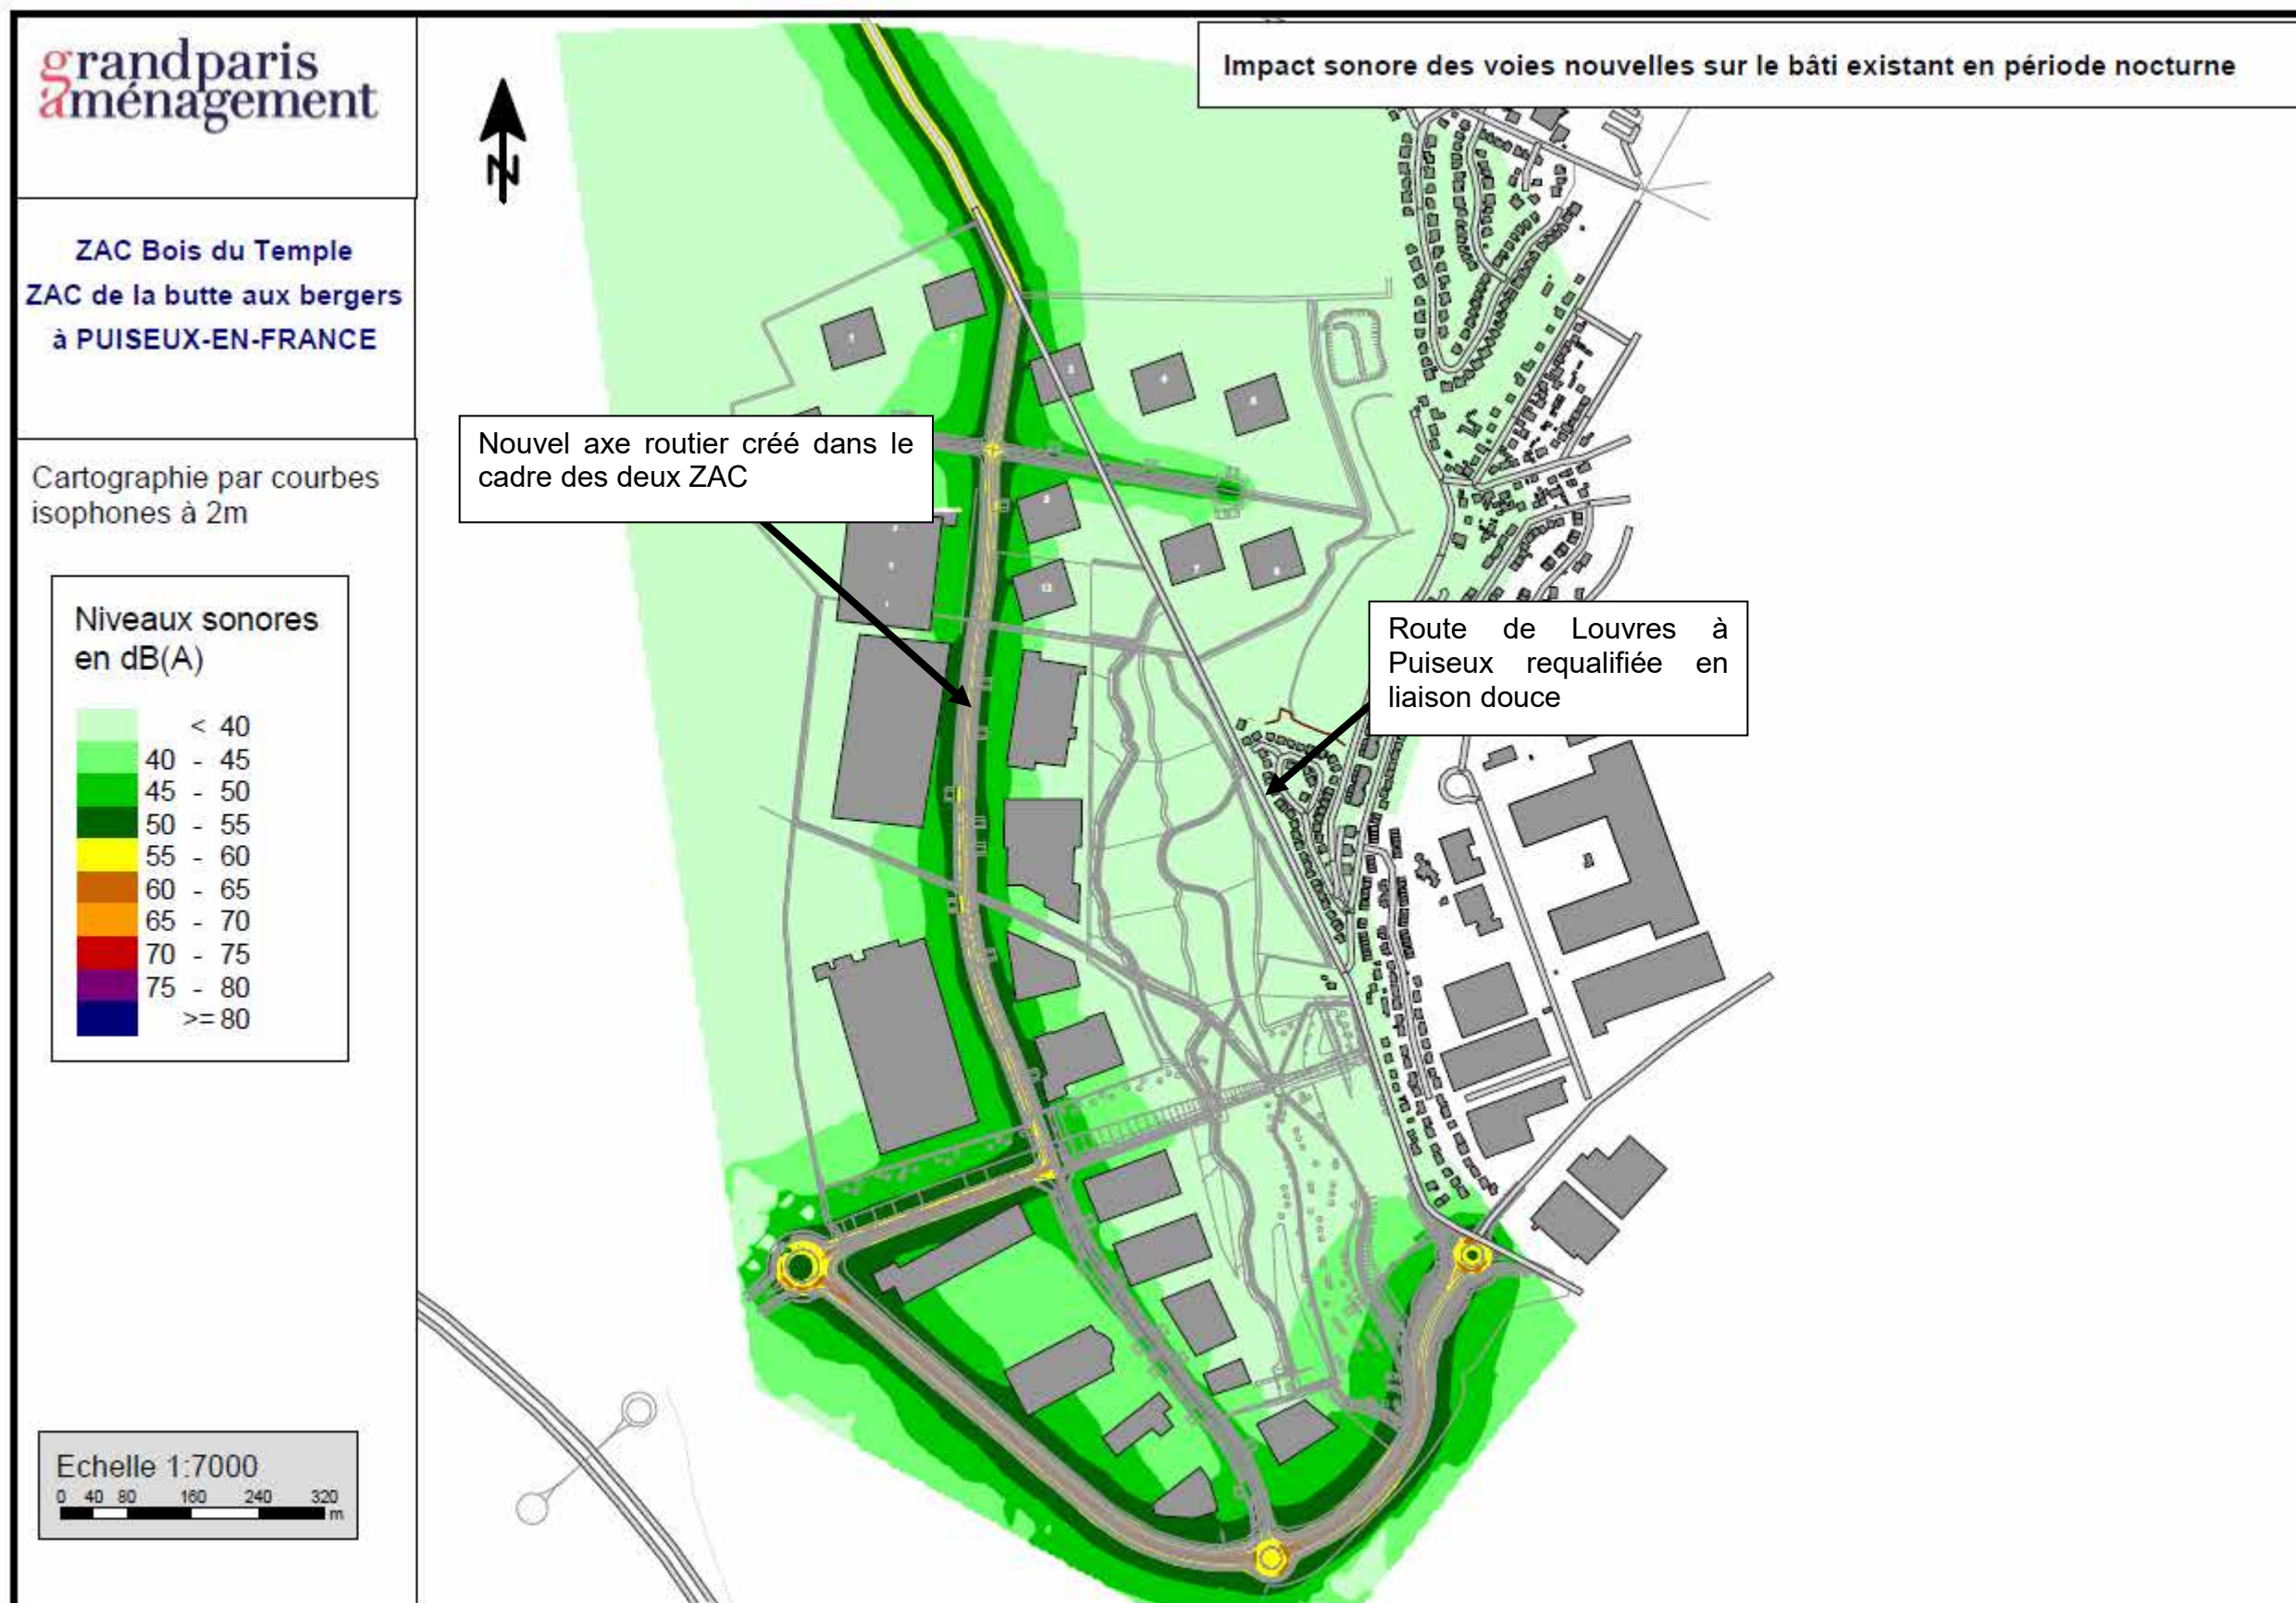 grandparis
aménagement
Impact sonore des voies nouvelles sur le bâti existant en période nocturne
N
ZAC Bois du Temple
ZAC de la butte aux bergers
à PUISEUX-EN-FRANCE
Nouvel axe routier créé dans le
cadre des deux ZAC
Cartographie par courbes
isophones à 2m
Route de Louvres à
Puiseux requalifiée en
liaison douce
Niveaux sonores
en dB(A)
< 40
40 - 45
45 - 50
50 - 55
55 - 60
60 - 65
65 - 70
70 - 75
75 - 80
>= 80
Echelle 1:7000
0 40 80 160 240 320
m